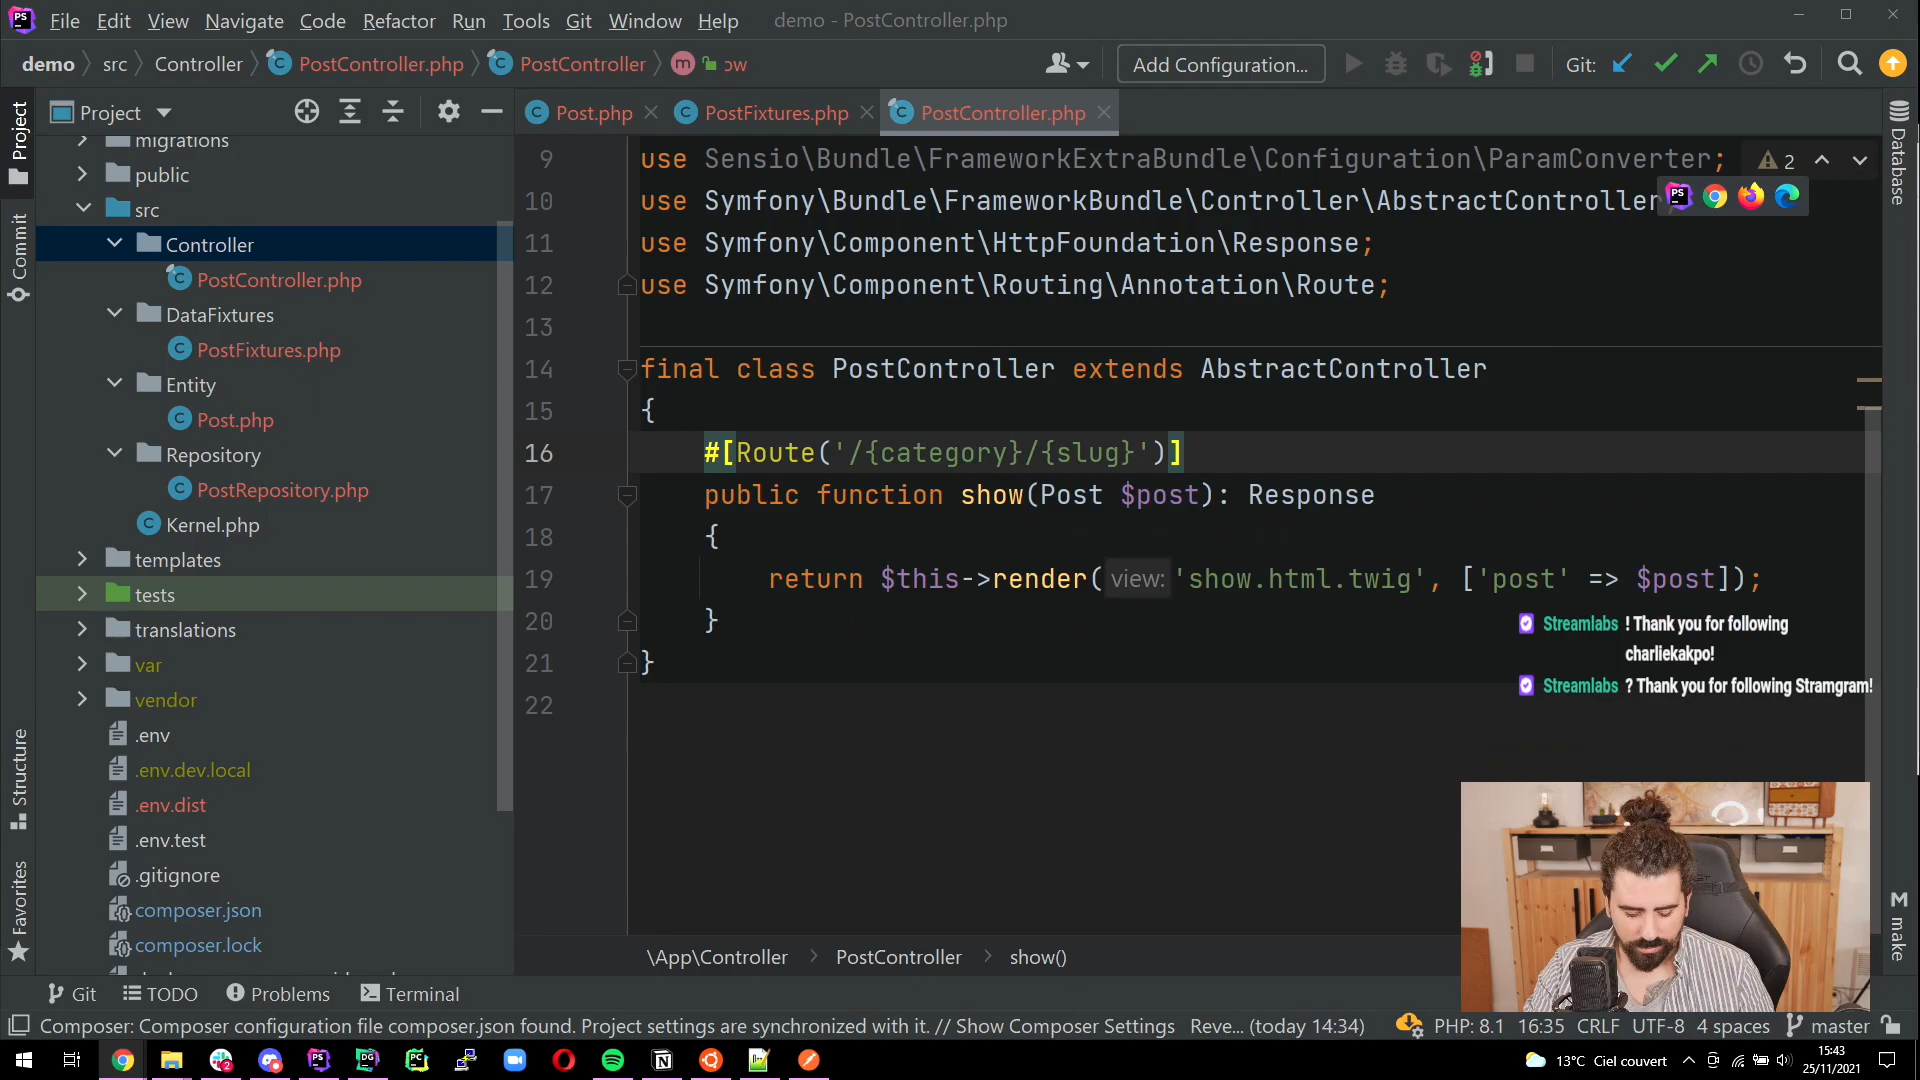 File Edit View Navigate Code Refactor Run Tools Git Window Help demo - PostController.php
demo src Controller PostController.php PostController m ow Add Configuration... Git:
Project
Post.php PostFixtures.php PostController.php
migrations
public
src
Controller
PostController.php
DataFixtures
PostFixtures.php
Entity
Post.php
Repository
PostRepository.php
Kernel.php
templates
tests
translations
var
vendor
.env
.env.dev.local
.env.dist
.env.test
.gitignore
composer.json
composer.lock
Project
Commit
Structure
Favorites
9 use Sensio\Bundle\FrameworkExtraBundle\Configuration\ParamConverter; 2
10 use Symfony\Bundle\FrameworkBundle\Controller\AbstractController;
11 use Symfony\Component\HttpFoundation\Response;
12 use Symfony\Component\Routing\Annotation\Route;
13
14 final class PostController extends AbstractController
15 {
16 #[Route('/{category}/{slug}')]
17 public function show(Post $post): Response
18 {
19 return $this->render( view: 'show.html.twig', ['post' => $post]);
20 }
21 }
22
Streamlabs ! Thank you for following
charliekakpo!
Streamlabs ? Thank you for following Stramgram!
Database
make
\App\Controller PostController show()
Git TODO Problems Terminal
Composer: Composer configuration file composer.json found. Project settings are synchronized with it. // Show Composer Settings Reve... (today 14:34) PHP: 8.1 16:35 CRLF UTF-8 4 spaces master
13°C Ciel couvert
15:43
25/11/2021